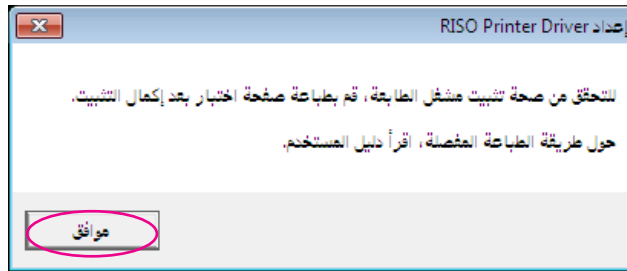 إعداد RISO Printer Driver
للتحقق من صحة تثبيت مشغل الطابعة، قم بطباعة صفحة اختبار بعد إكمال التثبيت.
حول طريقة الطباعة المفصلة، اقرأ دليل المستخدم.
موافق